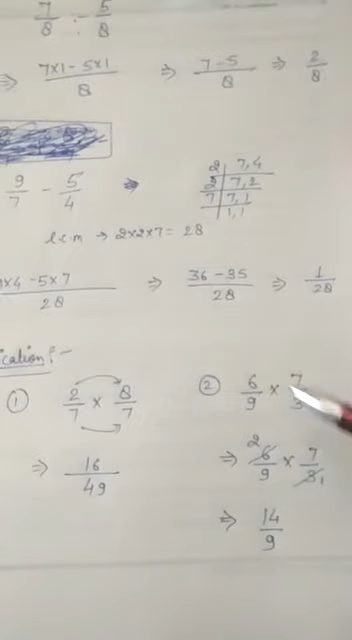 7/8 - 5/8
⇒ 7×1-5×1/8 ⇒ 7-5/8 ⇒ 2/8
9/7 - 5/4
2 | 7, 4
2 | 7, 2
7 | 7, 1
1, 1
l c m → 2×2×7 = 28
×4 - 5×7/28 ⇒ 36-35/28 ⇒ 1/28
ication :-
① 2/7 × 8/7
⇒ 16/49
② 6/9 × 7/3
⇒ 2 6/9 × 7/3 1
⇒ 14/9